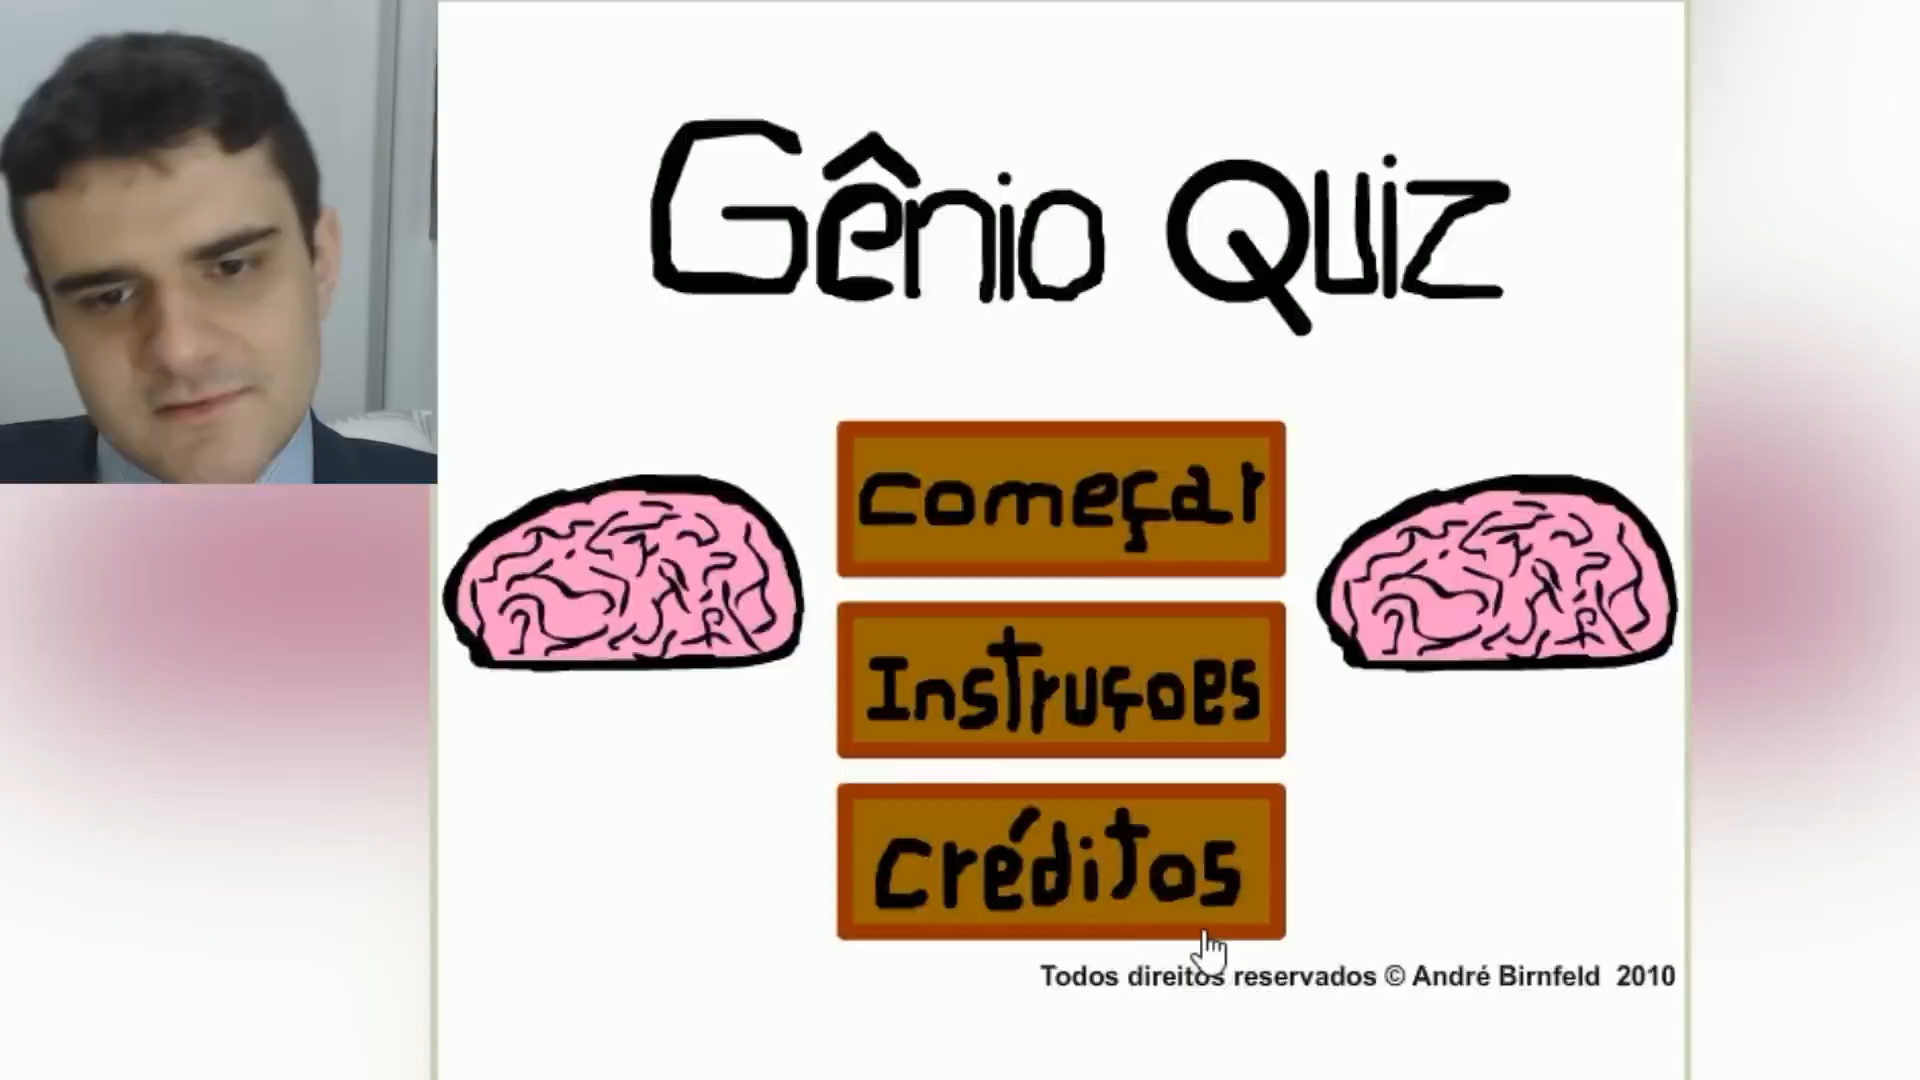 Gênio Quiz
Começar
Instruçoes
Créditos
Todos direitos reservados © André Birnfeld 2010